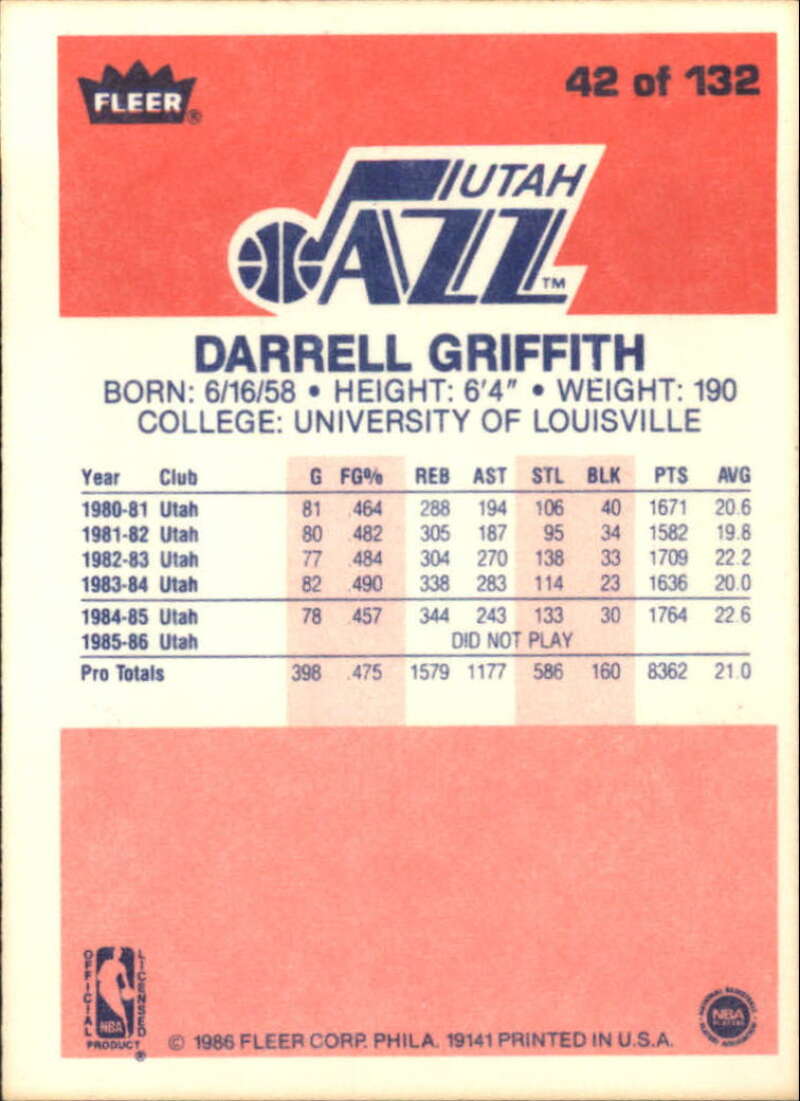 FLEER®
42 of 132
UTAH
JAZZ™
DARRELL GRIFFITH
BORN: 6/16/58 • HEIGHT: 6'4" • WEIGHT: 190
COLLEGE: UNIVERSITY OF LOUISVILLE
Year Club G FG% REB AST STL BLK PTS AVG
1980-81 Utah 81 .464 288 194 106 40 1671 20.6
1981-82 Utah 80 .482 305 187 95 34 1582 19.8
1982-83 Utah 77 .484 304 270 138 33 1709 22.2
1983-84 Utah 82 .490 338 283 114 23 1636 20.0
1984-85 Utah 78 .457 344 243 133 30 1764 22.6
1985-86 Utah DID NOT PLAY
Pro Totals 398 .475 1579 1177 586 160 8362 21.0
OFFICIAL LICENSED
NBA
PRODUCT®
© 1986 FLEER CORP. PHILA. 19141 PRINTED IN U.S.A.
NATIONAL BASKETBALL
NBA
PLAYERS
PLAYERS ASSOCIATION